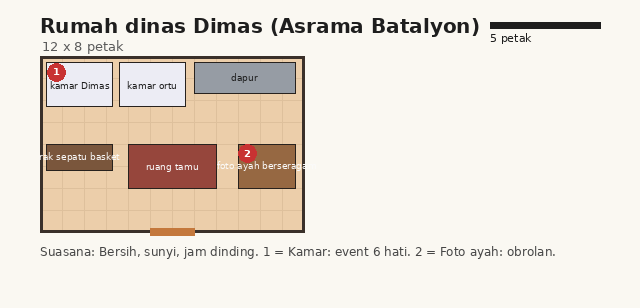 Rumah dinas Dimas (Asrama Batalyon)
5 petak
12 x 8 petak
1
kamar Dimas
kamar ortu
dapur
rak sepatu basket
ruang tamu
2
foto ayah berseraga
Suasana: Bersih, sunyi, jam dinding. 1 = Kamar: event 6 hati. 2 = Foto ayah: obrolan.